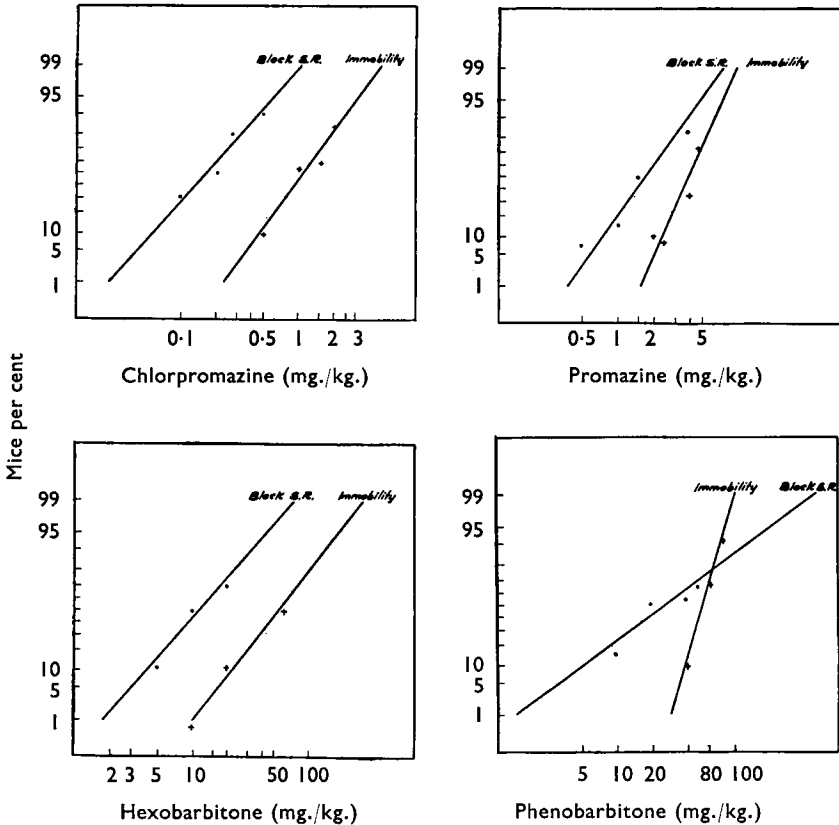 Mice per cent
Block S.R. Immobility
99
95
10
5
1
0·1 0·5 1 2 3
Chlorpromazine (mg./kg.)
Block S.R. Immobility
99
95
10
5
1
0·5 1 2 5
Promazine (mg./kg.)
Block S.R. Immobility
99
95
10
5
1
2 3 5 10 50 100
Hexobarbitone (mg./kg.)
Immobility Block S.R.
99
95
10
5
1
5 10 20 80 100
Phenobarbitone (mg./kg.)